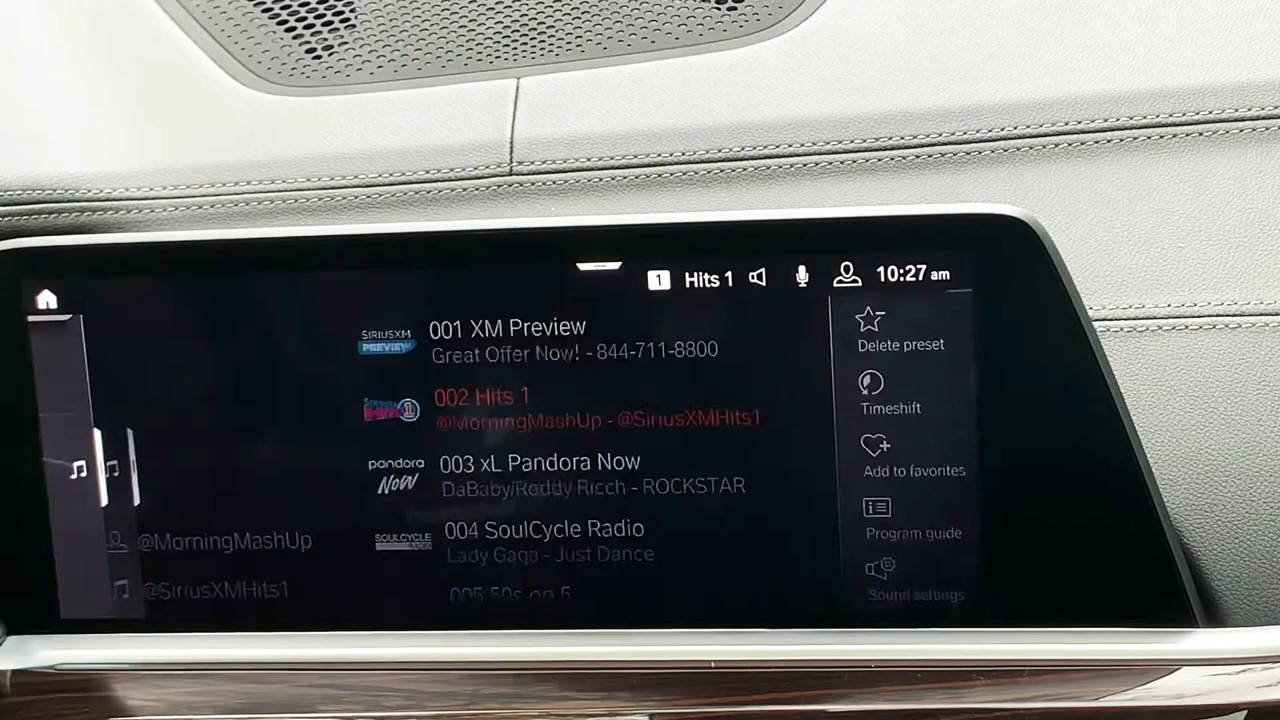 1 Hits 1 10:27 am
SIRIUSXM
PREVIEW
001 XM Preview
Great Offer Now! - 844-711-8800
002 Hits 1
@MorningMashUp - @SiriusXMHits1
pandora
NOW
003 xL Pandora Now
DaBaby/Roddy Ricch - ROCKSTAR
SOULCYCLE
RADIO
004 SoulCycle Radio
Lady Gaga - Just Dance
005 50s on 5
@MorningMashUp
@SiriusXMHits1
Delete preset
Timeshift
Add to favorites
Program guide
Sound settings